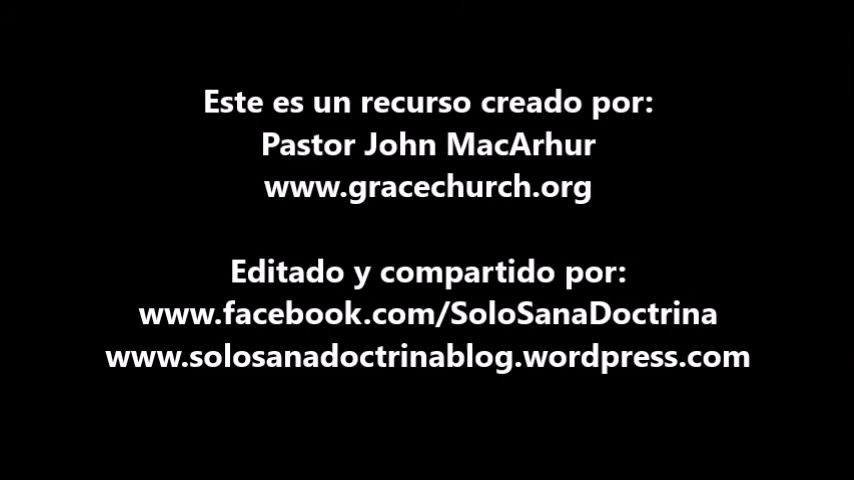 Este es un recurso creado por:
Pastor John MacArhur
www.gracechurch.org
Editado y compartido por:
www.facebook.com/SoloSanaDoctrina
www.solosanadoctrinablog.wordpress.com